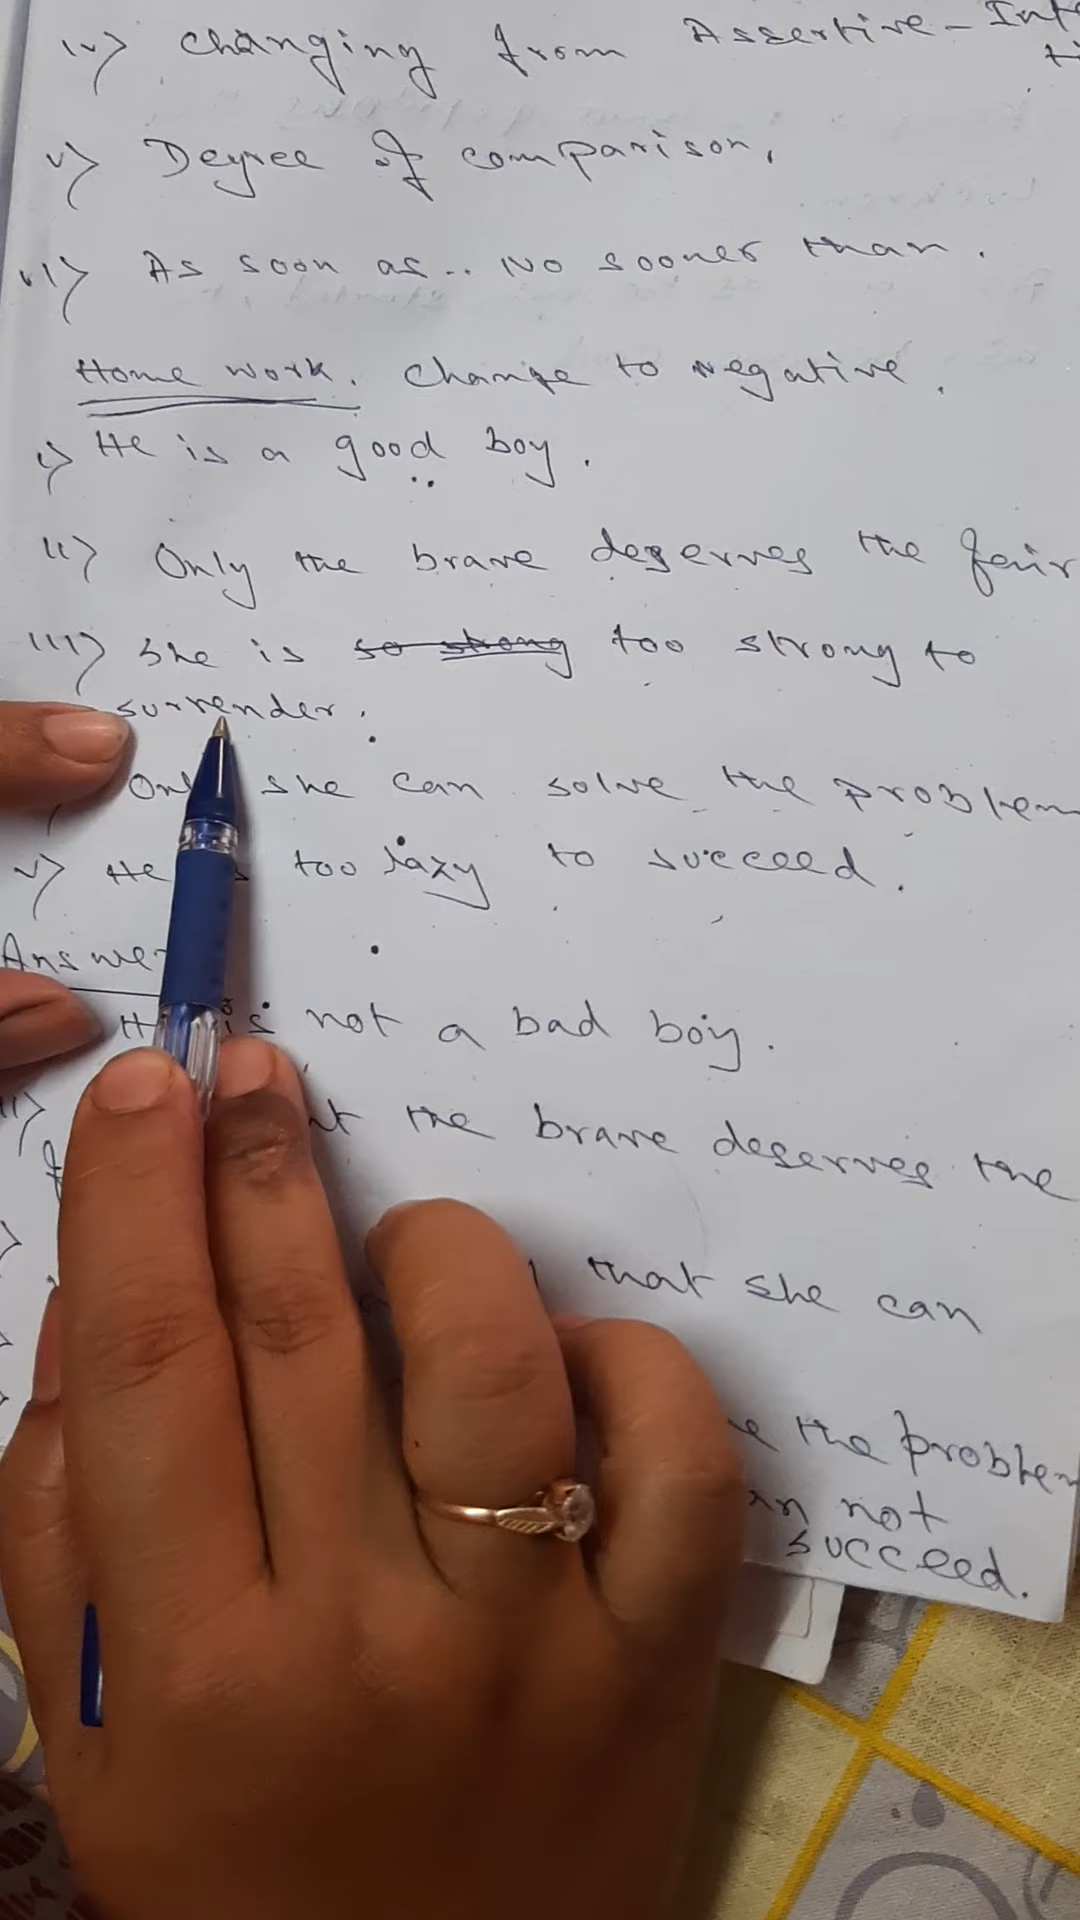 iv) changing from Assertive - Int
v) Degree of comparison,
vi) As soon as .. No sooner than.
Home work. Change to negative.
i) He is a good boy.
ii) Only the brave deserves the fair
iii) She is so strong too strong to
surrender.
she can solve the problem
v) He too lazy to succeed.
Answer
is not a bad boy.
the brave deserves the
that she can
the problem
not
succeed.